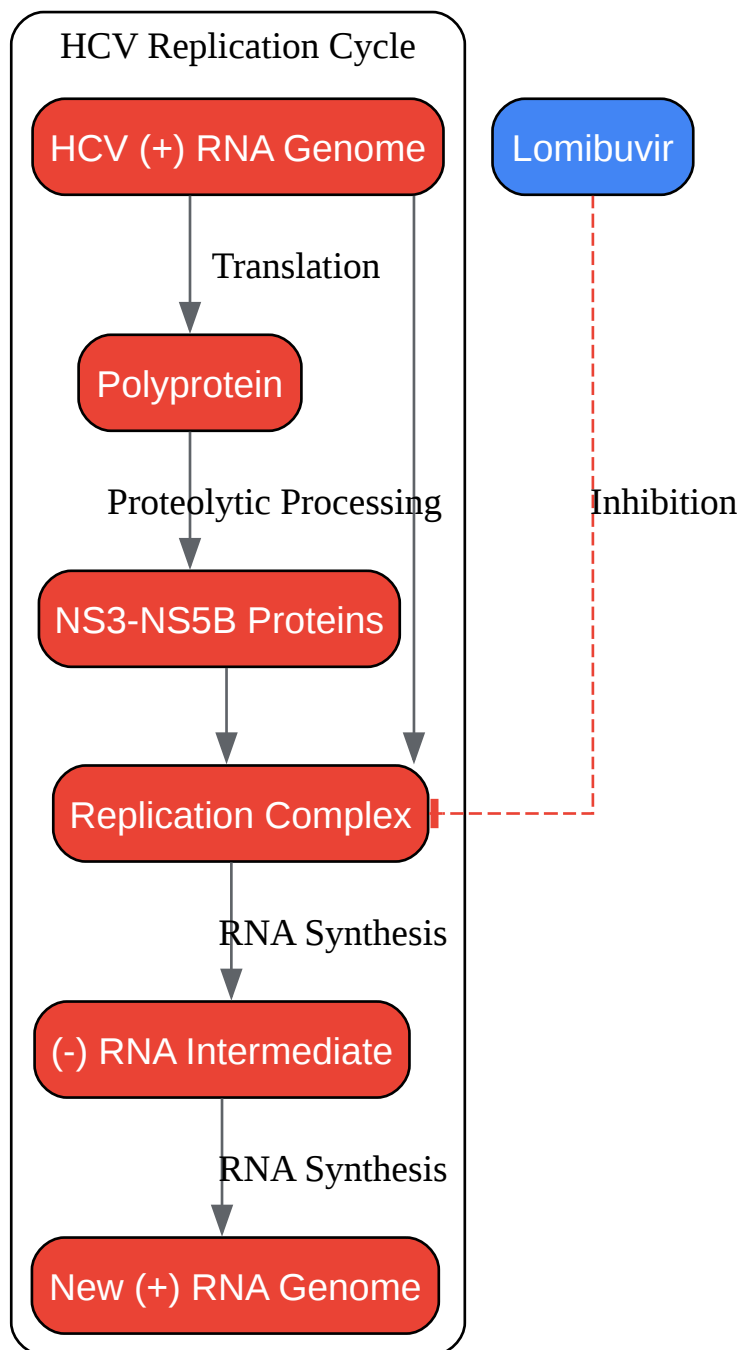 HCV Replication Cycle
HCV (+) RNA Genome
Lomibuvir
Translation
Polyprotein
Proteolytic Processing
Inhibition
NS3-NS5B Proteins
Replication Complex
RNA Synthesis
(-) RNA Intermediate
RNA Synthesis
New (+) RNA Genome